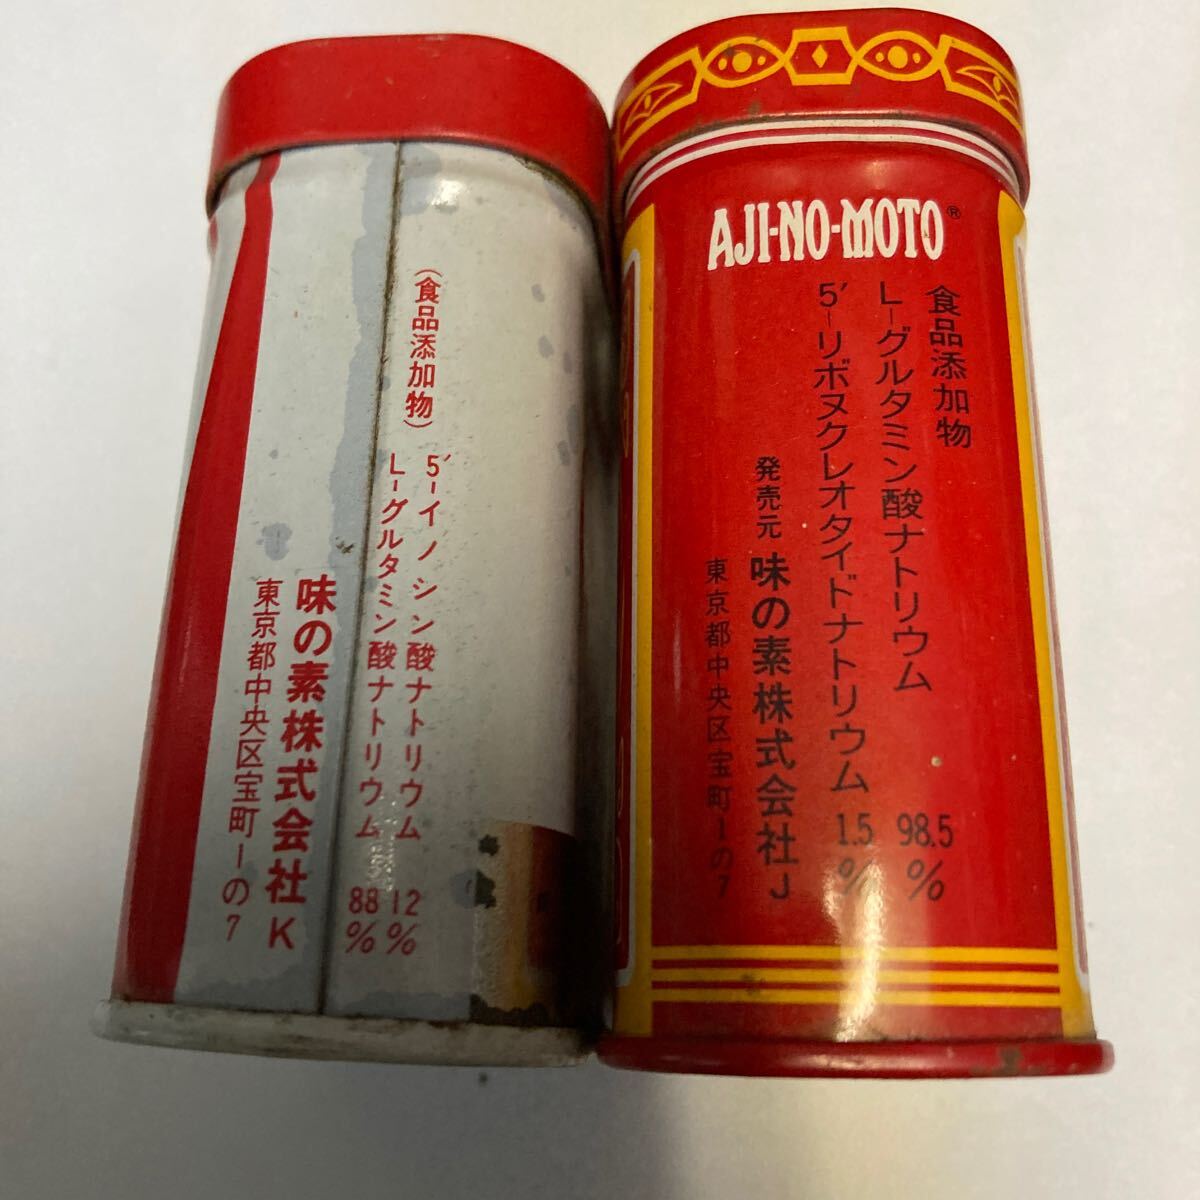 (食品添加物)
5′-イノシン酸ナトリウム 12%
L-グルタミン酸ナトリウム 88%
味の素株式会社 K
東京都中央区宝町1の7
AJI-NO-MOTO®
食品添加物
L-グルタミン酸ナトリウム 98.5%
5′-リボヌクレオタイドナトリウム 1.5%
発売元 味の素株式会社 J
東京都中央区宝町1の7